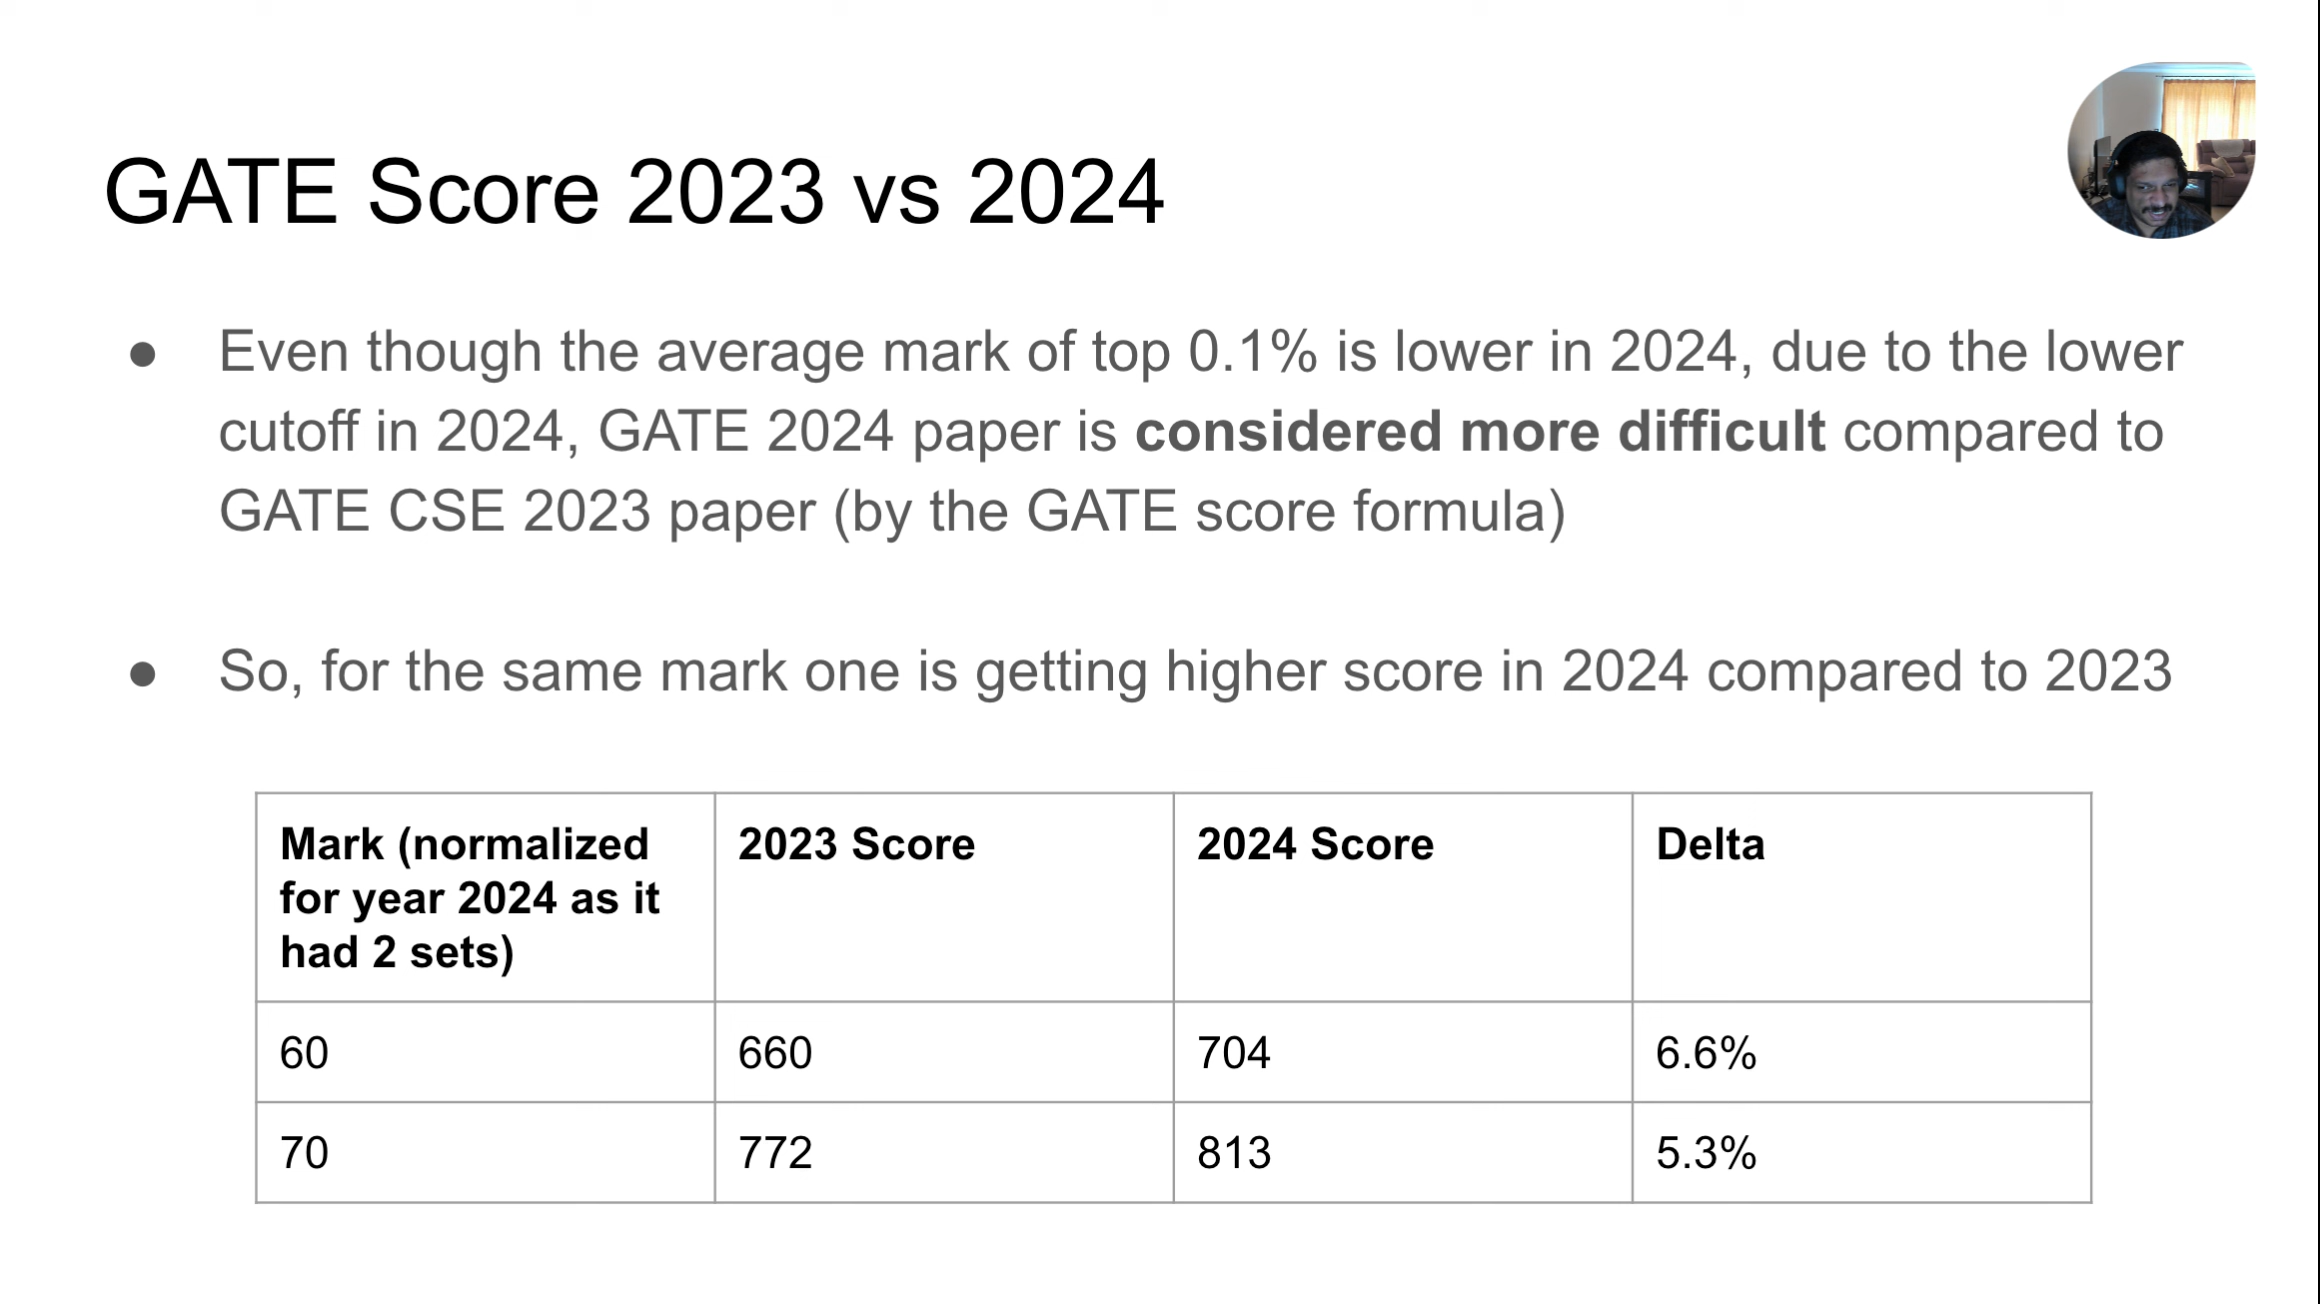 GATE Score 2023 vs 2024
● Even though the average mark of top 0.1% is lower in 2024, due to the lower
cutoff in 2024, GATE 2024 paper is considered more difficult compared to
GATE CSE 2023 paper (by the GATE score formula)
● So, for the same mark one is getting higher score in 2024 compared to 2023
Mark (normalized
for year 2024 as it
had 2 sets)
2023 Score
2024 Score
Delta
60
660
704
6.6%
70
772
813
5.3%